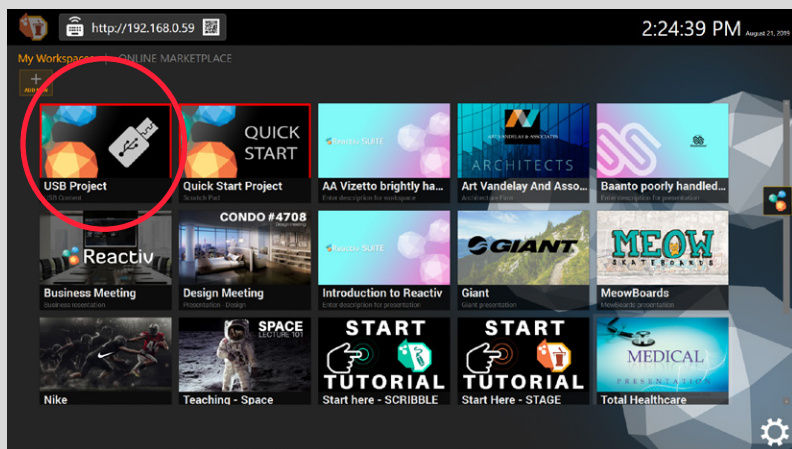 http://192.168.0.59
2:24:39 PM August 21, 2019
My Workspaces | ONLINE MARKETPLACE
+
ADD NEW
QUICK
START
Reactiv SUITE
ART VANDELAY & ASSOCIATES
ARCHITECTS
USB Project
Quick Start Project
AA Vizetto brightly ha...
Art Vandelay And Asso...
Baanto poorly handled...
USB Content
Scratch Pad
Enter description for workspace
Architecture Firm
Enter description for presentation
Reactiv
CONDO #4708
Design Meeting
Reactiv SUITE
GIANT
MEOW
SKATEBOARDS
Business Meeting
Design Meeting
Introduction to Reactiv
Giant
MeowBoards
Presentation - Design
Enter description for presentation
Giant presentation
MeowBoards presentation
SPACE
LECTURE 101
START
TUTORIAL
START
TUTORIAL
MEDICAL
PRESENTATION
Nike
Teaching - Space
Start here - SCRIBBLE
Start Here - STAGE
Total Healthcare